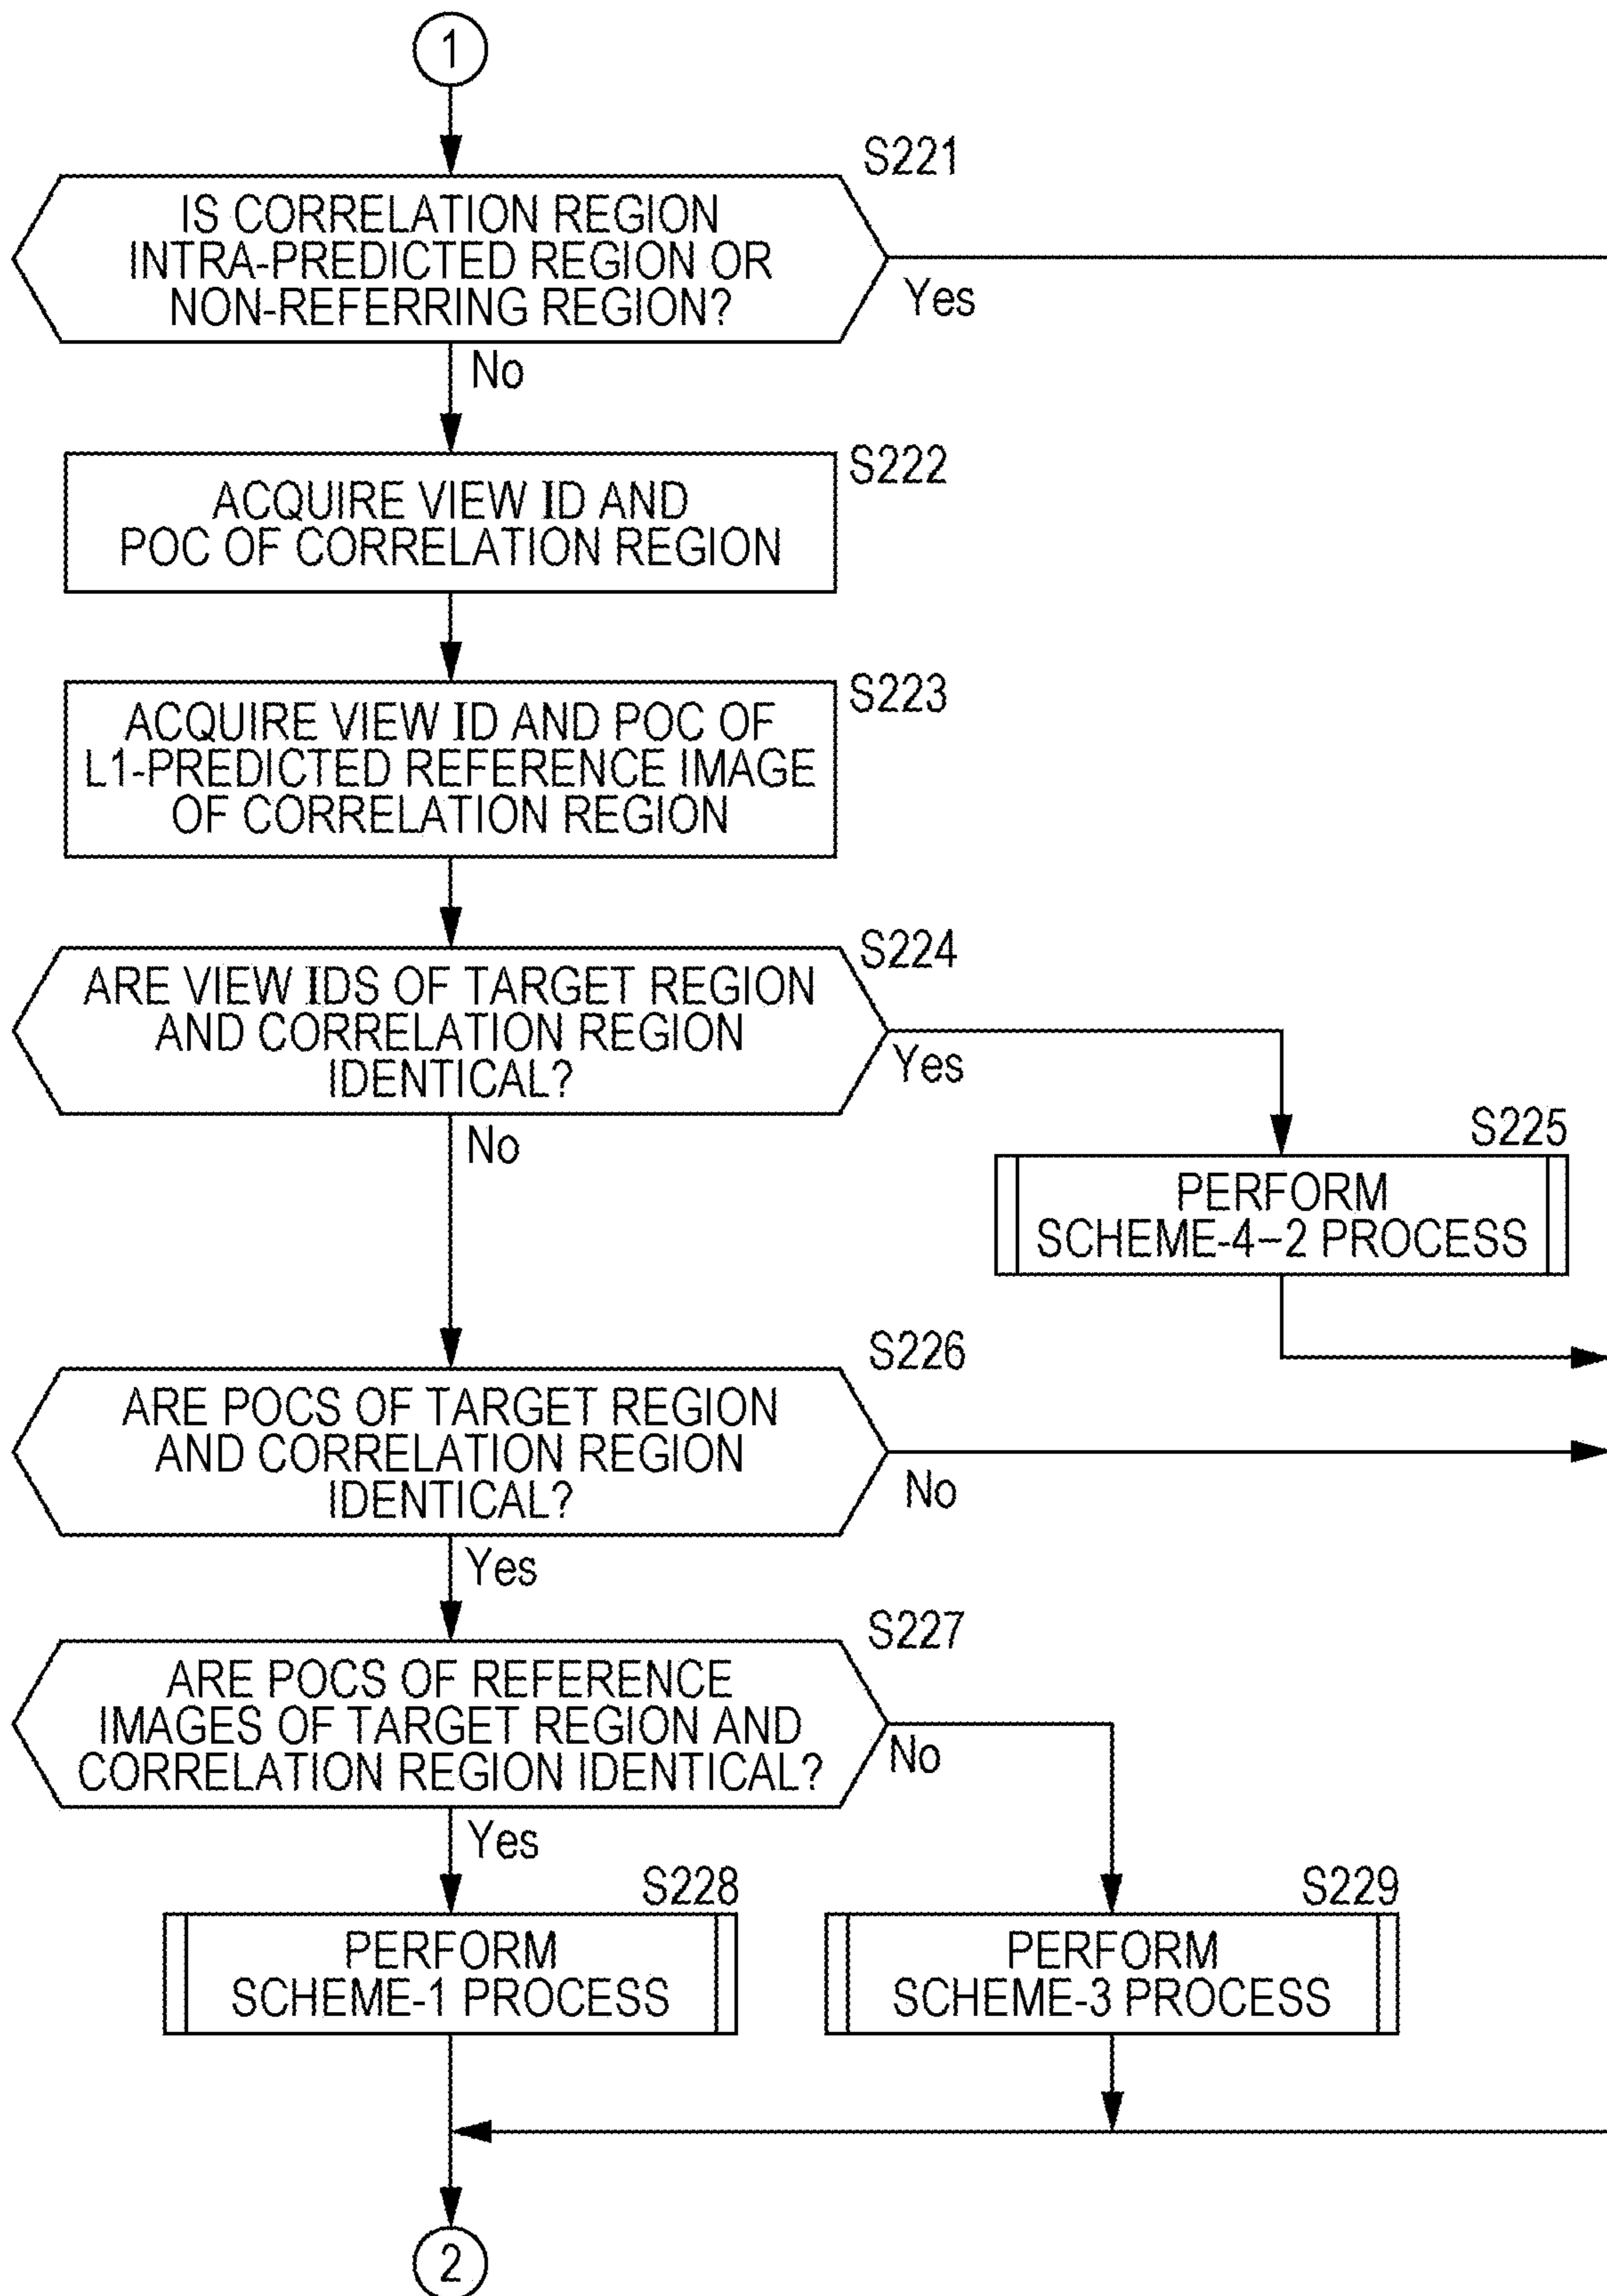 1
S221
IS CORRELATION REGION
INTRA-PREDICTED REGION OR
NON-REFERRING REGION?
Yes
No
S222
ACQUIRE VIEW ID AND
POC OF CORRELATION REGION
S223
ACQUIRE VIEW ID AND POC OF
L1-PREDICTED REFERENCE IMAGE
OF CORRELATION REGION
S224
ARE VIEW IDS OF TARGET REGION
AND CORRELATION REGION
IDENTICAL?
Yes
No
S225
PERFORM
SCHEME-4-2 PROCESS
S226
ARE POCS OF TARGET REGION
AND CORRELATION REGION
IDENTICAL?
No
Yes
S227
ARE POCS OF REFERENCE
IMAGES OF TARGET REGION AND
CORRELATION REGION IDENTICAL?
No
Yes
S228
PERFORM
SCHEME-1 PROCESS
S229
PERFORM
SCHEME-3 PROCESS
2